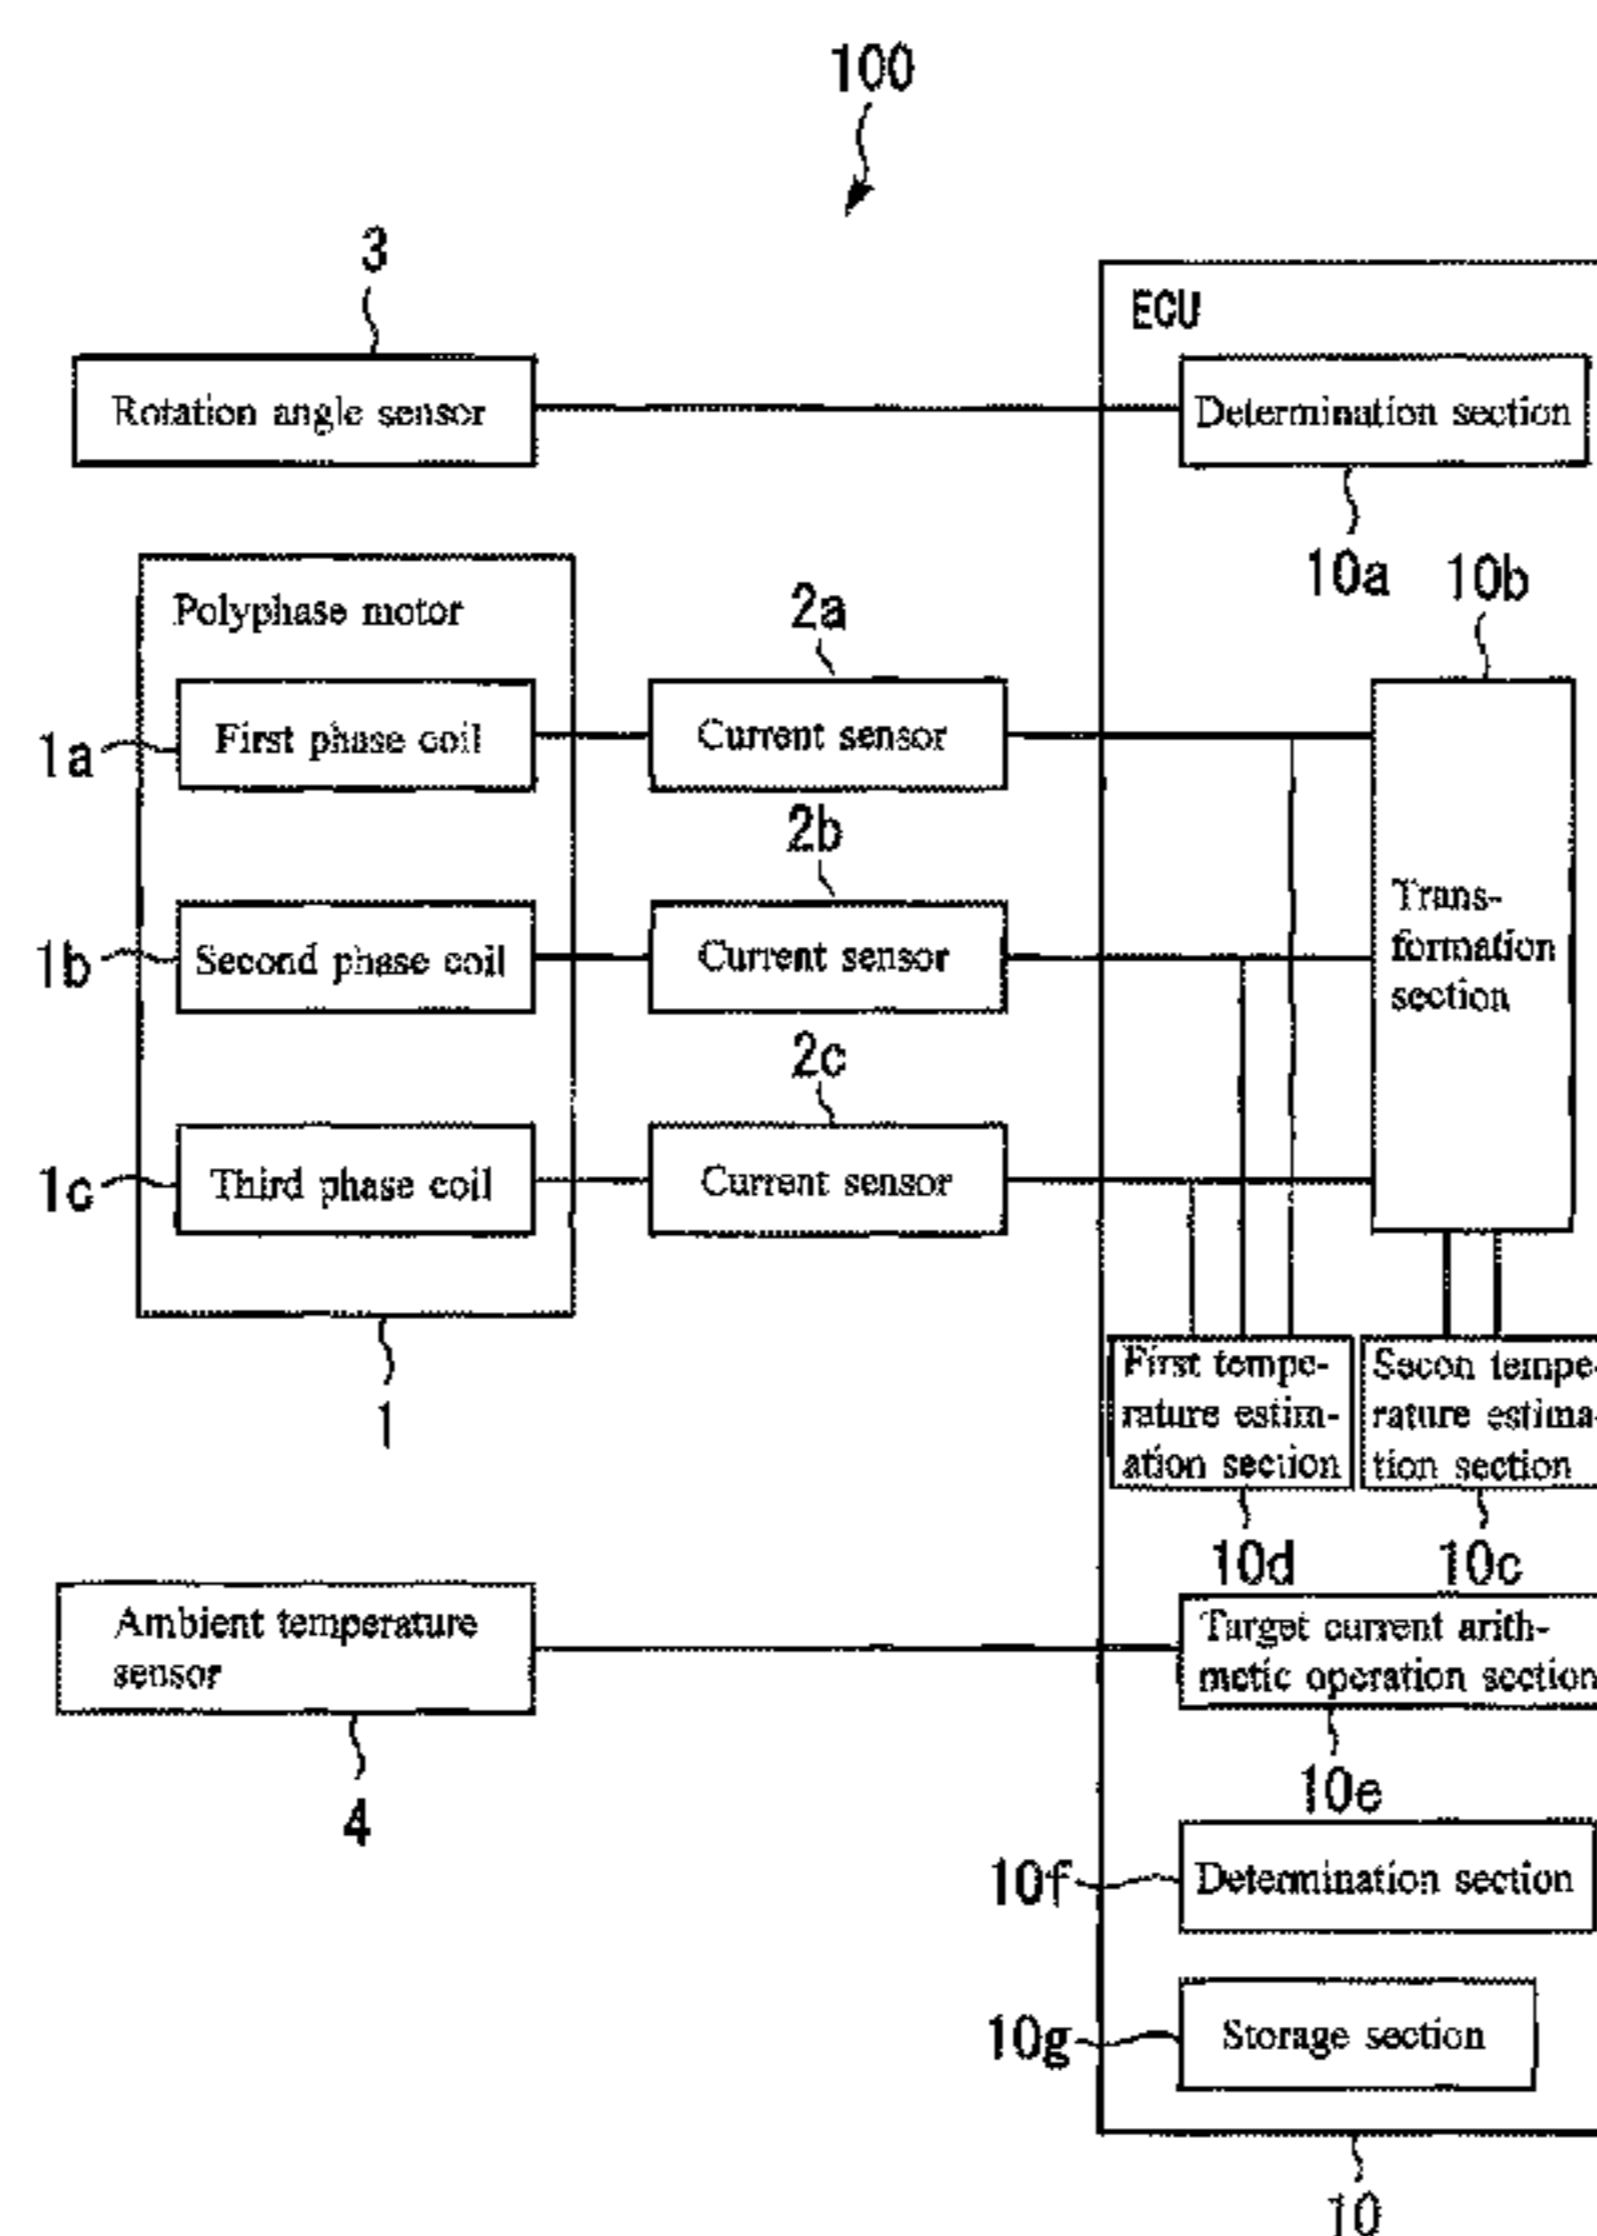 100
3
ECU
Rotation angle sensor
Determination section
10a
10b
Polyphase motor
2a
1a
First phase coil
Current sensor
2b
1b
Second phase coil
Current sensor
Trans-
formation
section
2c
1c
Third phase coil
Current sensor
1
First tempe-
rature estim-
ation section
Secon tempe-
rature estima-
tion section
10d
10c
Ambient temperature
sensor
Target current arith-
metic operation section
4
10e
10f
Determination section
10g
Storage section
10